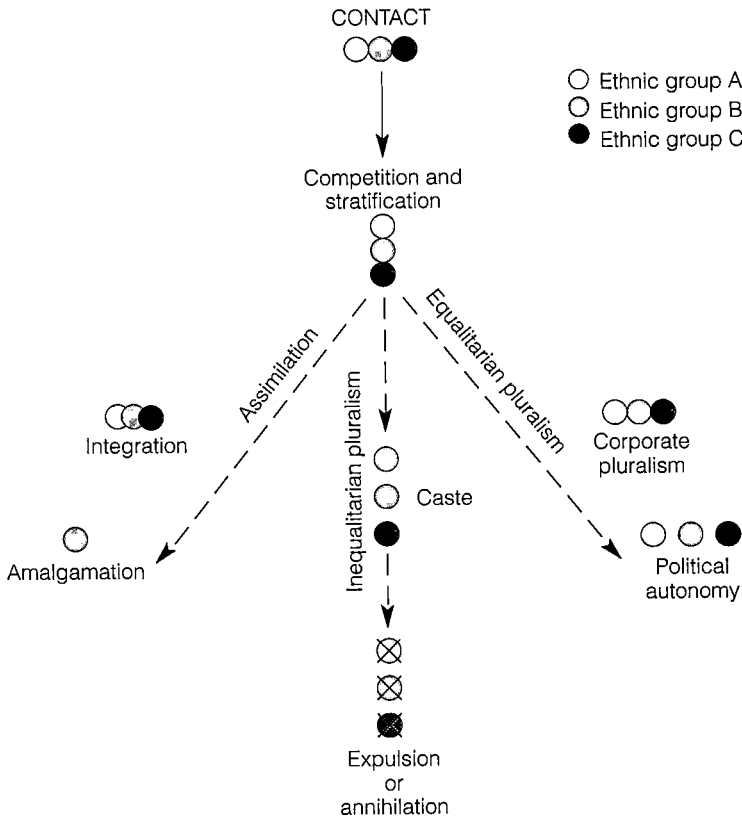 CONTACT
Ethnic group A
Ethnic group B
Ethnic group C
Competition and
stratification
Assimilation
Inequalitarian pluralism
Equalitarian pluralism
Integration
Corporate
pluralism
Caste
Amalgamation
Political
autonomy
Expulsion
or
annihilation